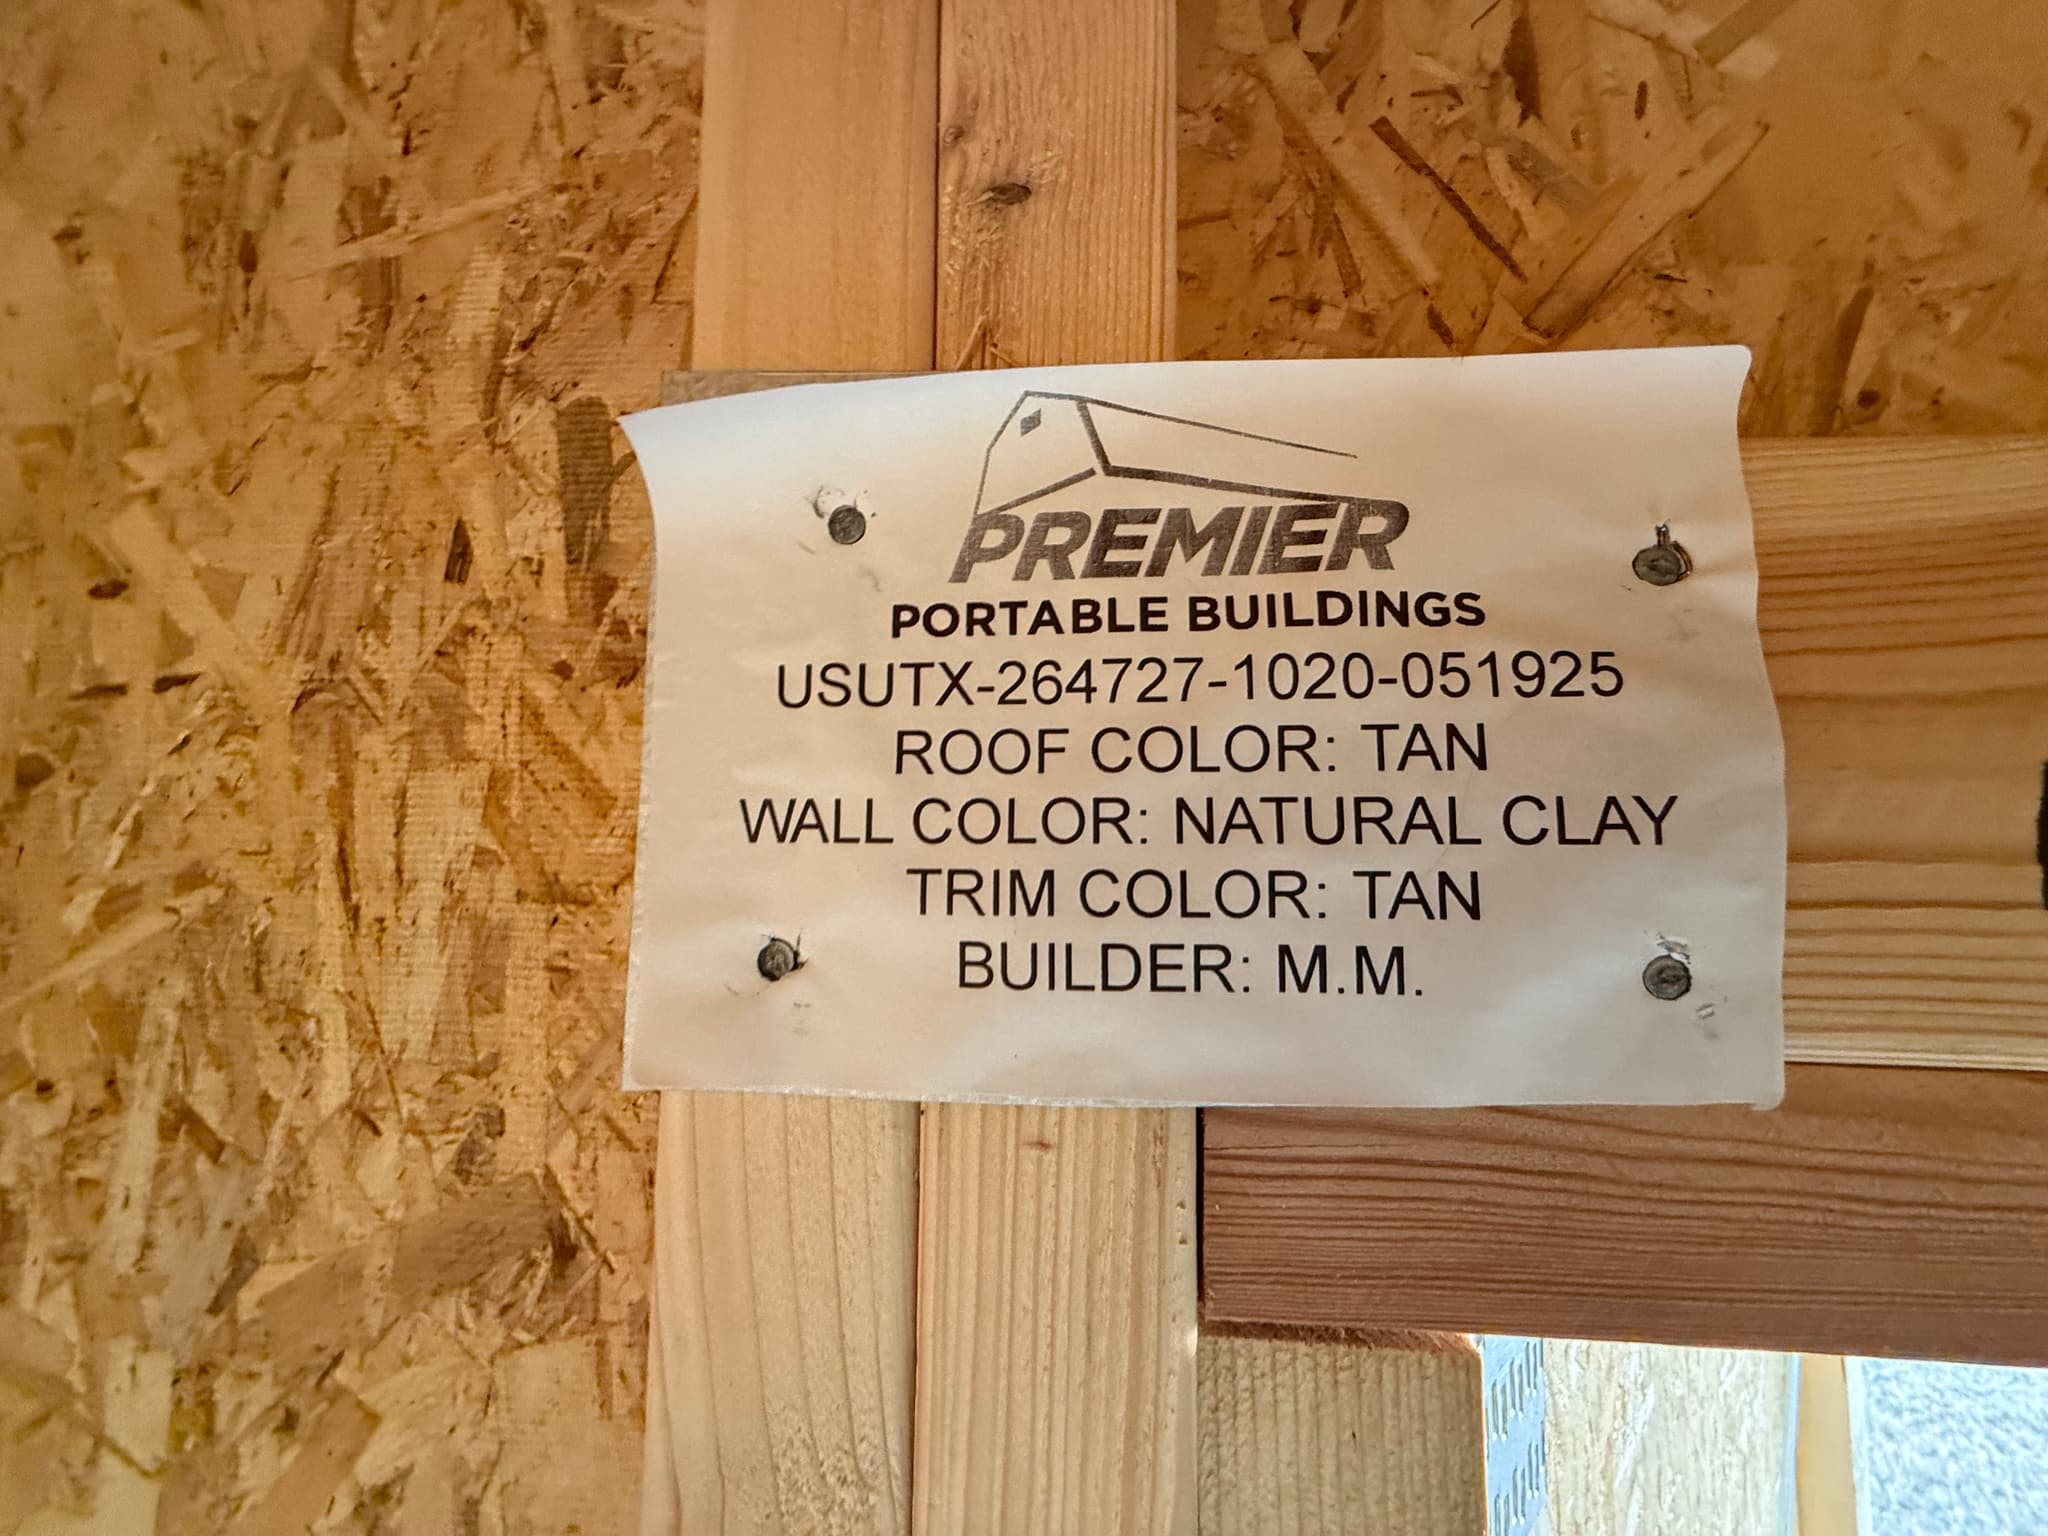 PREMIER
PORTABLE BUILDINGS
USUTX-264727-1020-051925
ROOF COLOR: TAN
WALL COLOR: NATURAL CLAY
TRIM COLOR: TAN
BUILDER: M.M.